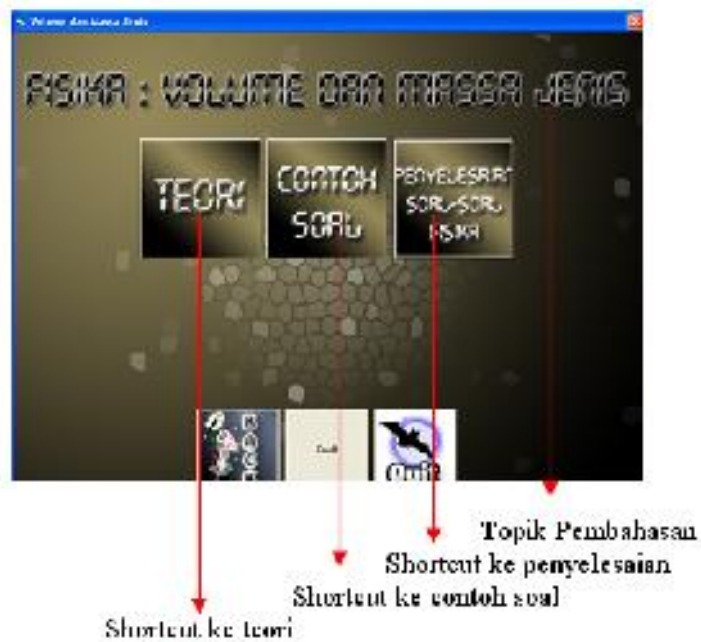 FISIKA : VOLUME DAN MASSA JENIS
TEORI
CONTOH
SOAL
PENYELESAIAN
SOAL-SOAL
FISIKA
Quit
Topik Pembahasan
Shortcut ke penyelesaian
Shortcut ke contoh soal
Shortcut ke teori